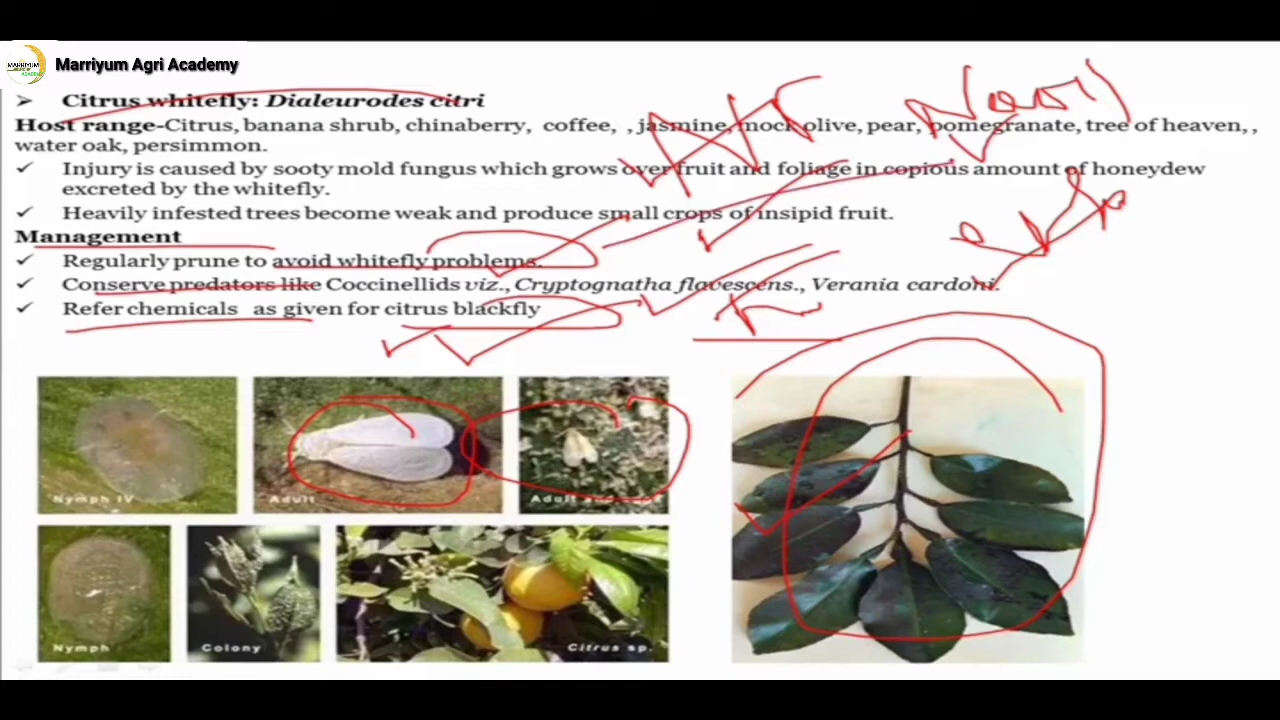 MARRIYUM
ACADEMY
Marriyum Agri Academy
➢ Citrus whitefly: Dialeurodes citri
Host range-Citrus, banana shrub, chinaberry, coffee, , jasmine, mock olive, pear, pomegranate, tree of heaven, ,
water oak, persimmon.
✓ Injury is caused by sooty mold fungus which grows over fruit and foliage in copious amount of honeydew
excreted by the whitefly.
✓ Heavily infested trees become weak and produce small crops of insipid fruit.
Management
✓ Regularly prune to avoid whitefly problems.
✓ Conserve predators like Coccinellids viz., Cryptognatha flavescens., Verania cardoni.
✓ Refer chemicals as given for citrus blackfly
Nymph IV
Adult
Adult and
Nymph
Colony
Citrus sp.